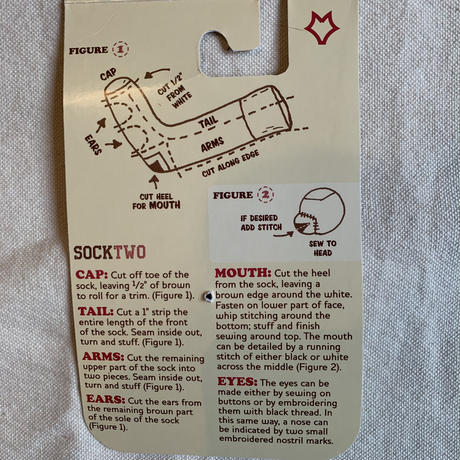 FIGURE 1
CAP
CUT 1/2"
FROM
WHITE
EARS
TAIL
ARMS
CUT ALONG EDGE
CUT HEEL
FOR MOUTH
FIGURE 2
IF DESIRED
ADD STITCH
SEW TO
HEAD
SOCKTWO
CAP: Cut off toe of the
sock, leaving 1/2" of brown
to roll for a trim. (Figure 1).
TAIL: Cut a 1" strip the
entire length of the front
of the sock. Seam inside out,
turn and stuff. (Figure 1).
ARMS: Cut the remaining
upper part of the sock into
two pieces. Seam inside out,
turn and stuff (Figure 1).
EARS: Cut the ears from
the remaining brown part
of the sole of the sock
(Figure 1).
MOUTH: Cut the heel
from the sock, leaving a
brown edge around the white.
Fasten on lower part of face,
whip stitching around the
bottom; stuff and finish
sewing around top. The mouth
can be detailed by a running
stitch of either black or white
across the middle (Figure 2).
EYES: The eyes can be
made either by sewing on
buttons or by embroidering
them with black thread. In
this same way, a nose can
be indicated by two small
embroidered nostril marks.